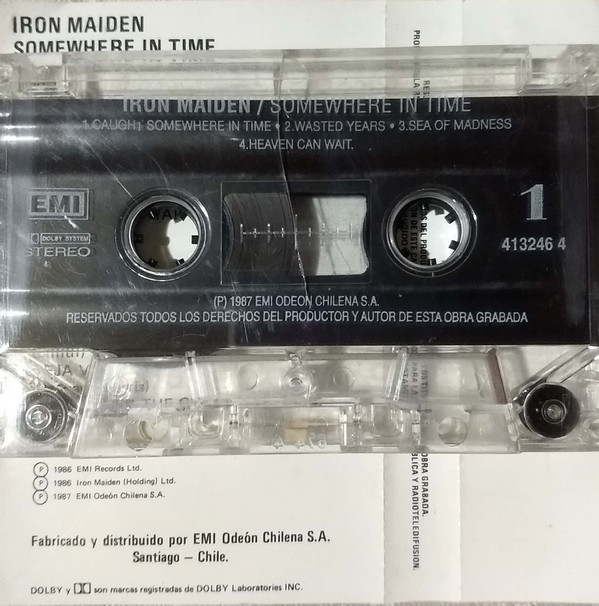 IRON MAIDEN
SOMEWHERE IN TIME
IRON MAIDEN / SOMEWHERE IN TIME
1.CAUGHT SOMEWHERE IN TIME • 2.WASTED YEARS • 3.SEA OF MADNESS
4.HEAVEN CAN WAIT.
EMI
1
DOLBY SYSTEM
STEREO
413246 4
(P) 1987 EMI ODEON CHILENA S.A.
RESERVADOS TODOS LOS DERECHOS DEL PRODUCTOR Y AUTOR DE ESTA OBRA GRABADA
Ⓟ 1986 EMI Records Ltd.
Ⓟ 1986 Iron Maiden (Holding) Ltd.
Ⓟ 1987 EMI Odeón Chilena S.A.
Fabricado y distribuido por EMI Odeón Chilena S.A.
Santiago – Chile.
DOLBY y son marcas registradas de DOLBY Laboratories INC.
OBRA GRABADA.
BLICA Y RADIOTELEDIFUSION.